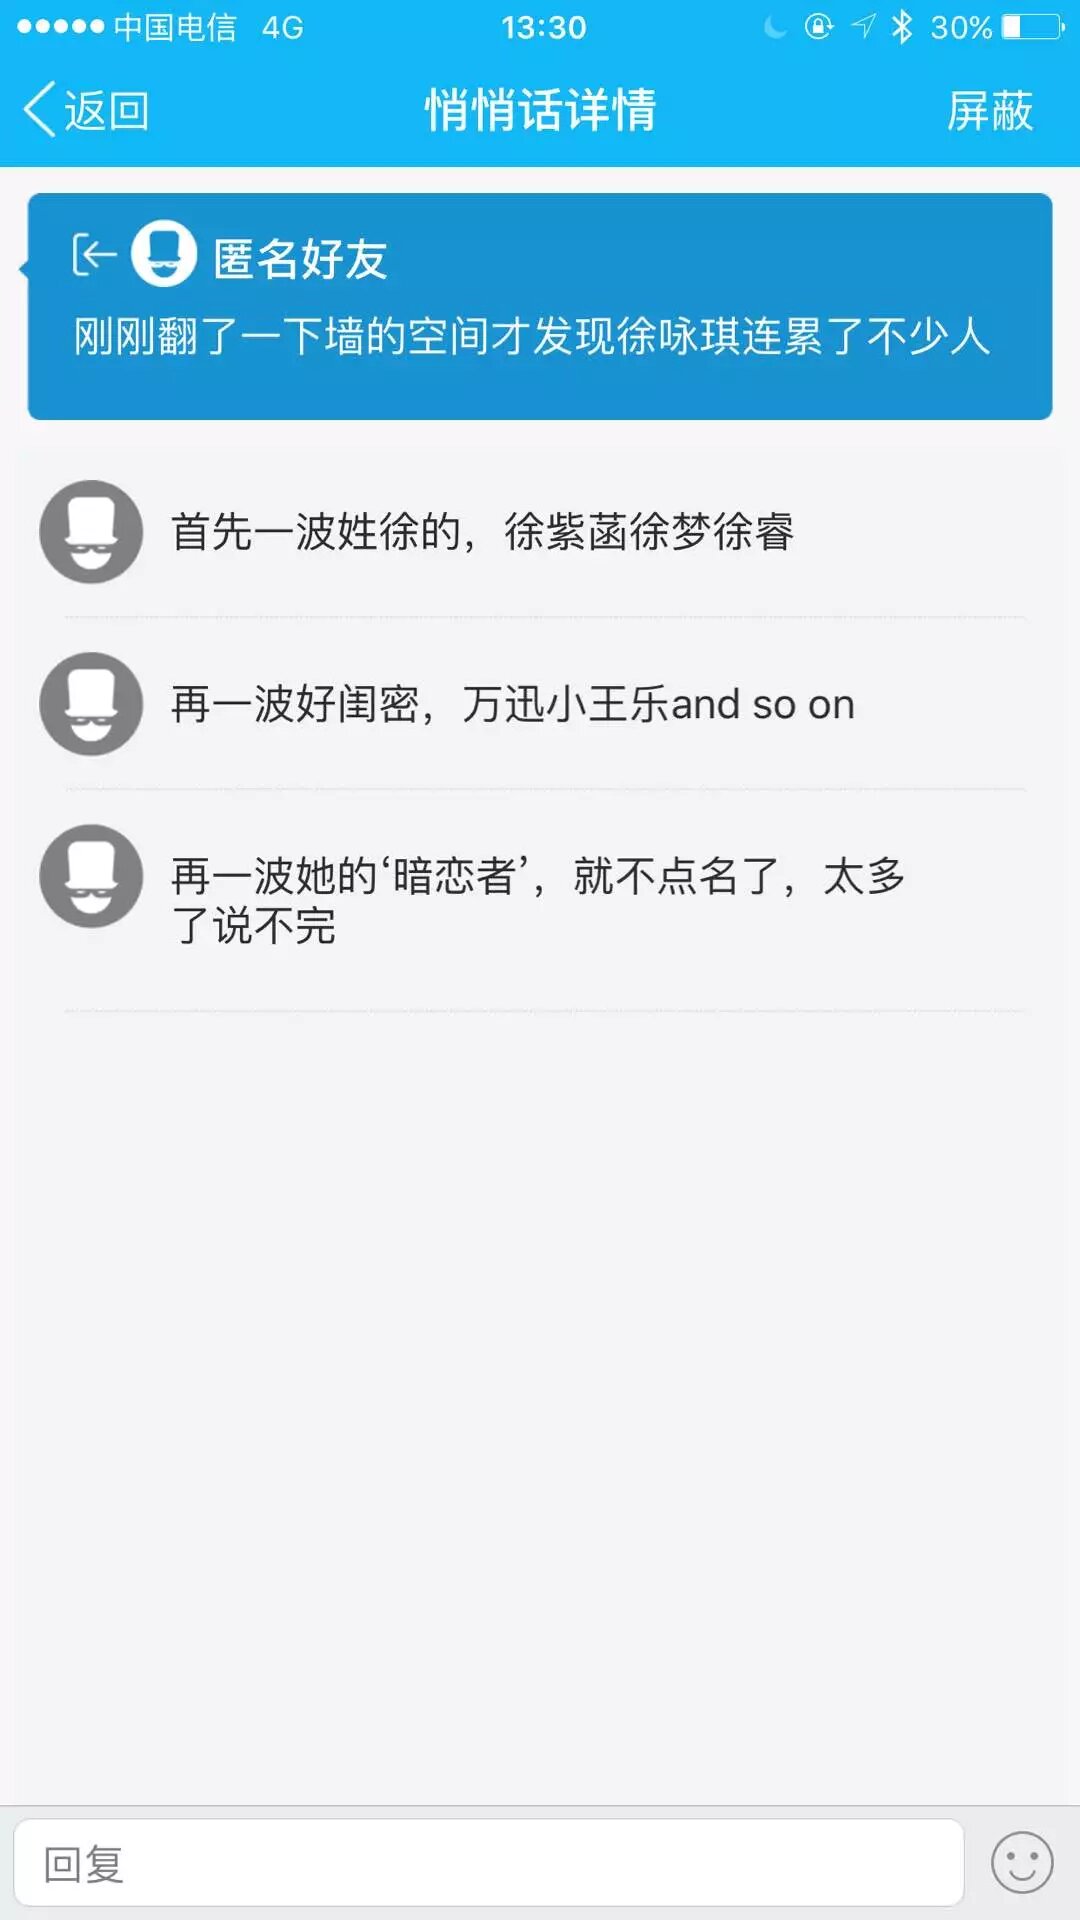 中国电信 4G 13:30 30%
返回 悄悄话详情 屏蔽
匿名好友
刚刚翻了一下墙的空间才发现徐咏琪连累了不少人
首先一波姓徐的，徐紫菡徐梦徐睿
再一波好闺密，万迅小王乐and so on
再一波她的‘暗恋者’，就不点名了，太多
了说不完
回复